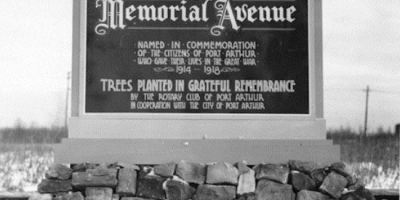 Memorial Avenue
NAMED · IN · COMMEMORATION
· OF · THE · CITIZENS · OF · PORT · ARTHUR ·
WHO · GAVE · THEIR · LIVES · IN · THE · GREAT · WAR
1914 - 1918
TREES PLANTED IN GRATEFUL REMEMBRANCE
BY THE ROTARY CLUB OF PORT ARTHUR
IN COOPERATION WITH THE CITY OF PORT ARTHUR